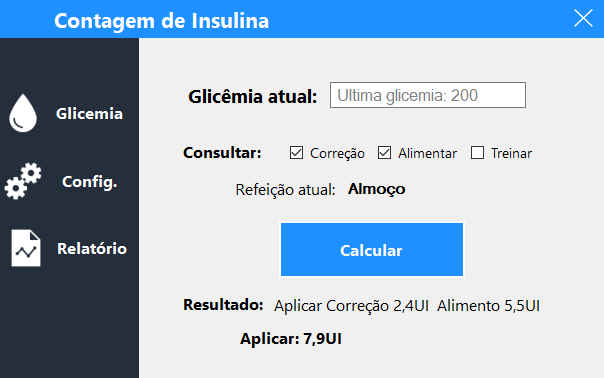 Contagem de Insulina
Glicemia
Config.
Relatório
Glicêmia atual: Ultima glicemia: 200
Consultar: Correção Alimentar Treinar
Refeição atual: Almoço
Calcular
Resultado: Aplicar Correção 2,4UI Alimento 5,5UI
Aplicar: 7,9UI